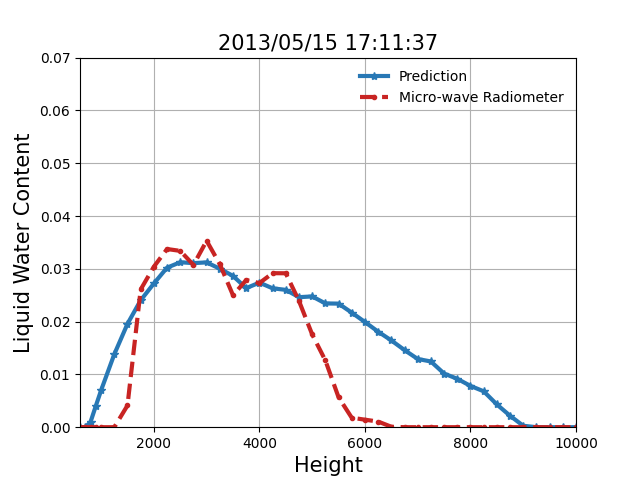 2013/05/15 17:11:37
Prediction
Micro-wave Radiometer
Liquid Water Content
0.07
0.06
0.05
0.04
0.03
0.02
0.01
0.00
2000 4000 6000 8000 10000
Height